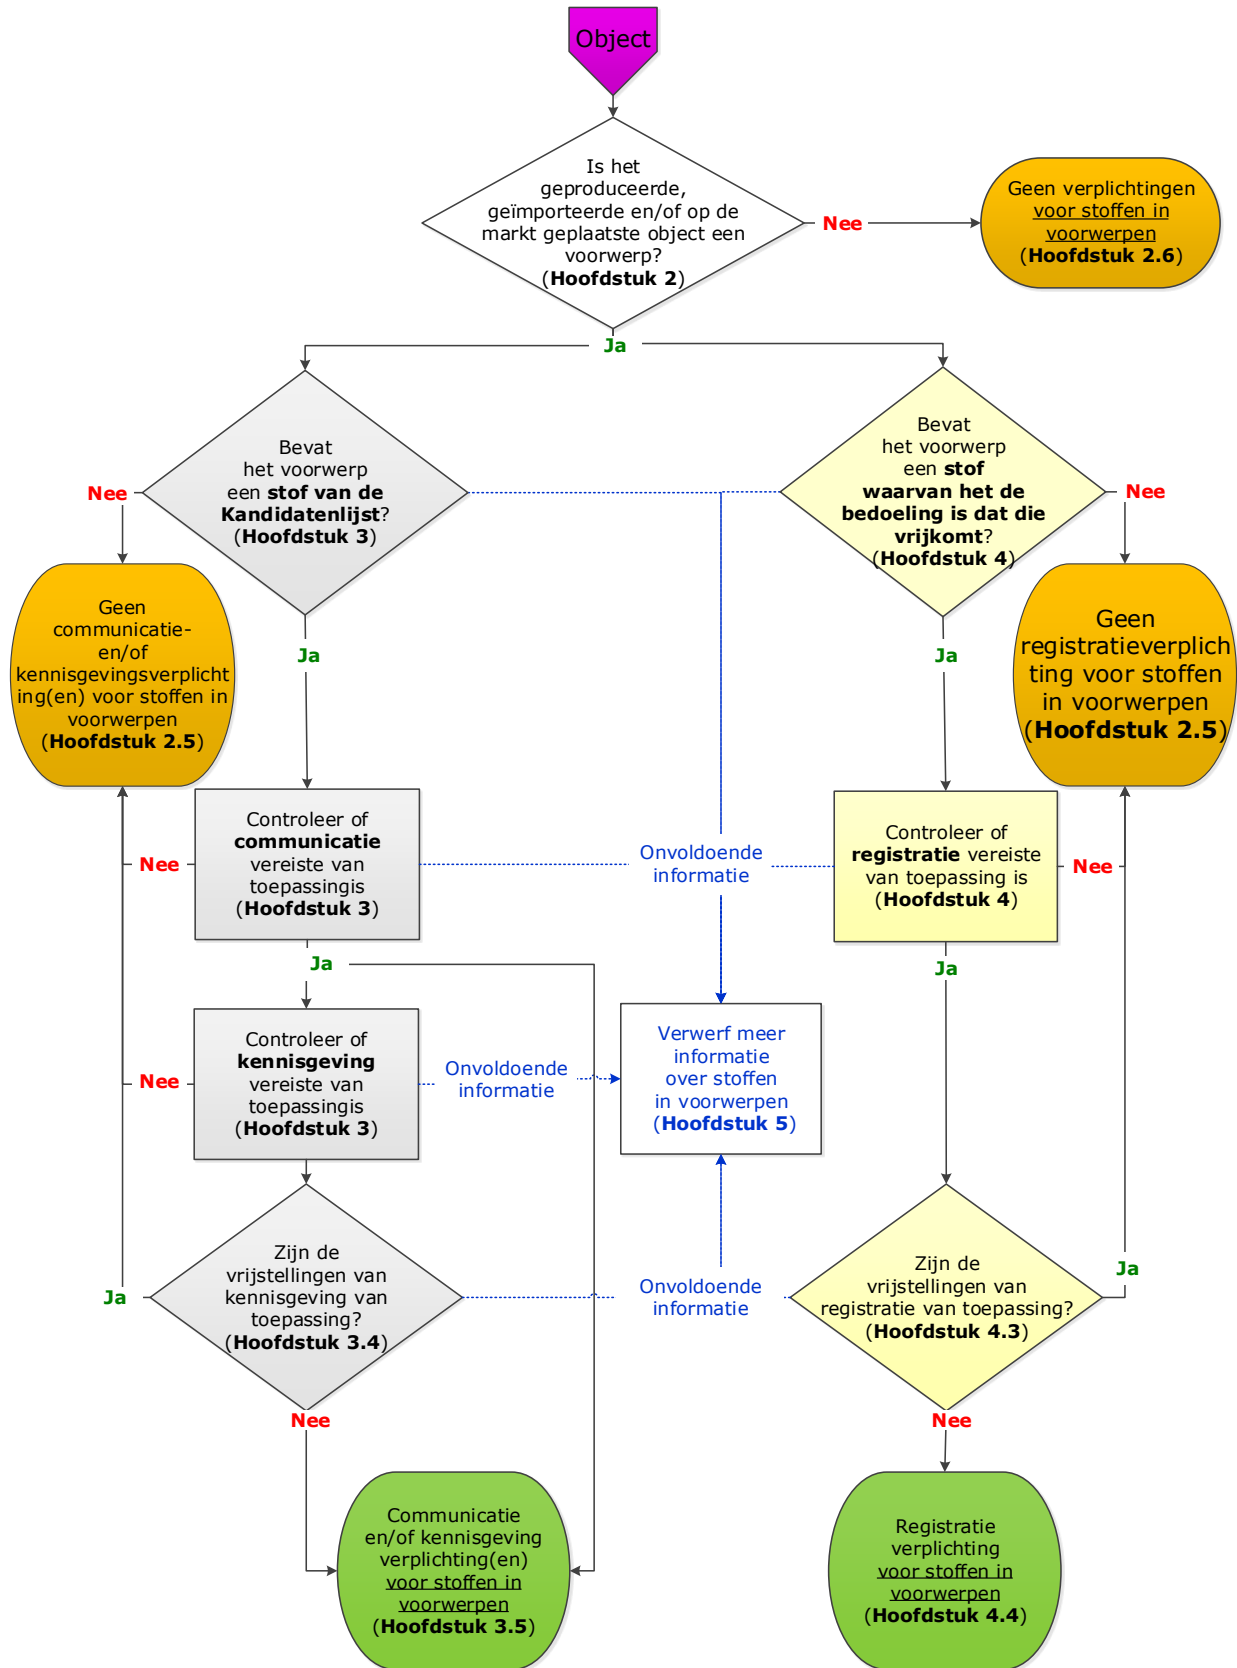 Object
Is het
geproduceerde,
geïmporteerde en/of op de
markt geplaatste object een
voorwerp?
(Hoofdstuk 2)
Nee
Geen verplichtingen
voor stoffen in
voorwerpen
(Hoofdstuk 2.6)
Ja
Bevat
het voorwerp
een stof van de
Kandidatenlijst?
(Hoofdstuk 3)
Nee
Bevat
het voorwerp
een stof
waarvan het de
bedoeling is dat die
vrijkomt?
(Hoofdstuk 4)
Nee
Geen
communicatie-
en/of
kennisgevingsverplicht
ing(en) voor stoffen in
voorwerpen
(Hoofdstuk 2.5)
Ja
Ja
Geen
registratieverplich
ting voor stoffen
in voorwerpen
(Hoofdstuk 2.5)
Controleer of
communicatie
vereiste van
toepassingis
(Hoofdstuk 3)
Nee
Onvoldoende
informatie
Controleer of
registratie vereiste
van toepassing is
(Hoofdstuk 4)
Nee
Ja
Ja
Controleer of
kennisgeving
vereiste van
toepassingis
(Hoofdstuk 3)
Nee
Onvoldoende
informatie
Verwerf meer
informatie
over stoffen
in voorwerpen
(Hoofdstuk 5)
Zijn de
vrijstellingen van
kennisgeving van
toepassing?
(Hoofdstuk 3.4)
Ja
Onvoldoende
informatie
Zijn de
vrijstellingen van
registratie van toepassing?
(Hoofdstuk 4.3)
Ja
Nee
Nee
Communicatie
en/of kennisgeving
verplichting(en)
voor stoffen in
voorwerpen
(Hoofdstuk 3.5)
Registratie
verplichting
voor stoffen in
voorwerpen
(Hoofdstuk 4.4)